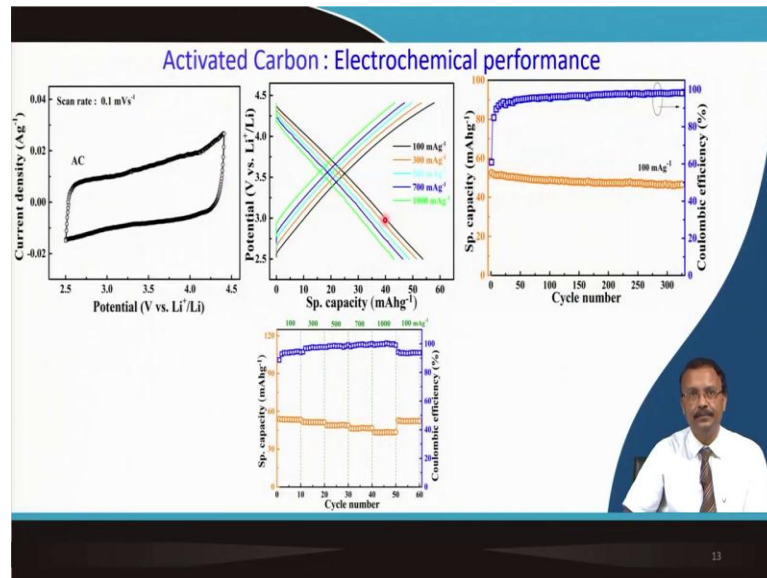 Activated Carbon : Electrochemical performance
Scan rate : 0.1 mVs⁻¹
AC
Current density (Ag⁻¹)
0.04
0.02
0.00
-0.02
2.5 3.0 3.5 4.0 4.5
Potential (V vs. Li⁺/Li)
Potential (V vs. Li⁺/Li)
4.5
4.0
3.5
3.0
2.5
100 mAg⁻¹
300 mAg⁻¹
500 mAg⁻¹
700 mAg⁻¹
1000 mAg⁻¹
0 20 40 60 80
Sp. capacity (mAhg⁻¹)
Sp. capacity (mAhg⁻¹)
100
80
60
40
20
0
100 mAg⁻¹
100
80
60
40
20
0
Coulombic efficiency (%)
0 50 100 150 200 250 300
Cycle number
100 300 500 700 1000 100 mAg⁻¹
Sp. capacity (mAhg⁻¹)
120
90
60
30
0
100
80
60
40
20
0
Coulombic efficiency (%)
0 10 20 30 40 50 60
Cycle number
13